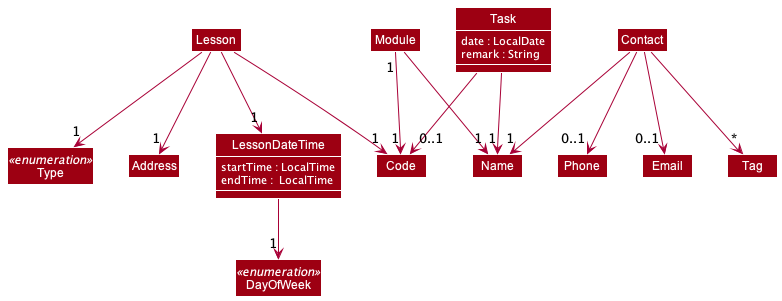 Task
Lesson
Module
date : LocalDate
remark : String
Contact
1
1
1
1
1
1
0..1
1
1
1
0..1
0..1
*
LessonDateTime
startTime : LocalTime
endTime : LocalTime
«enumeration»
Type
Address
Code
Name
Phone
Email
Tag
1
«enumeration»
DayOfWeek